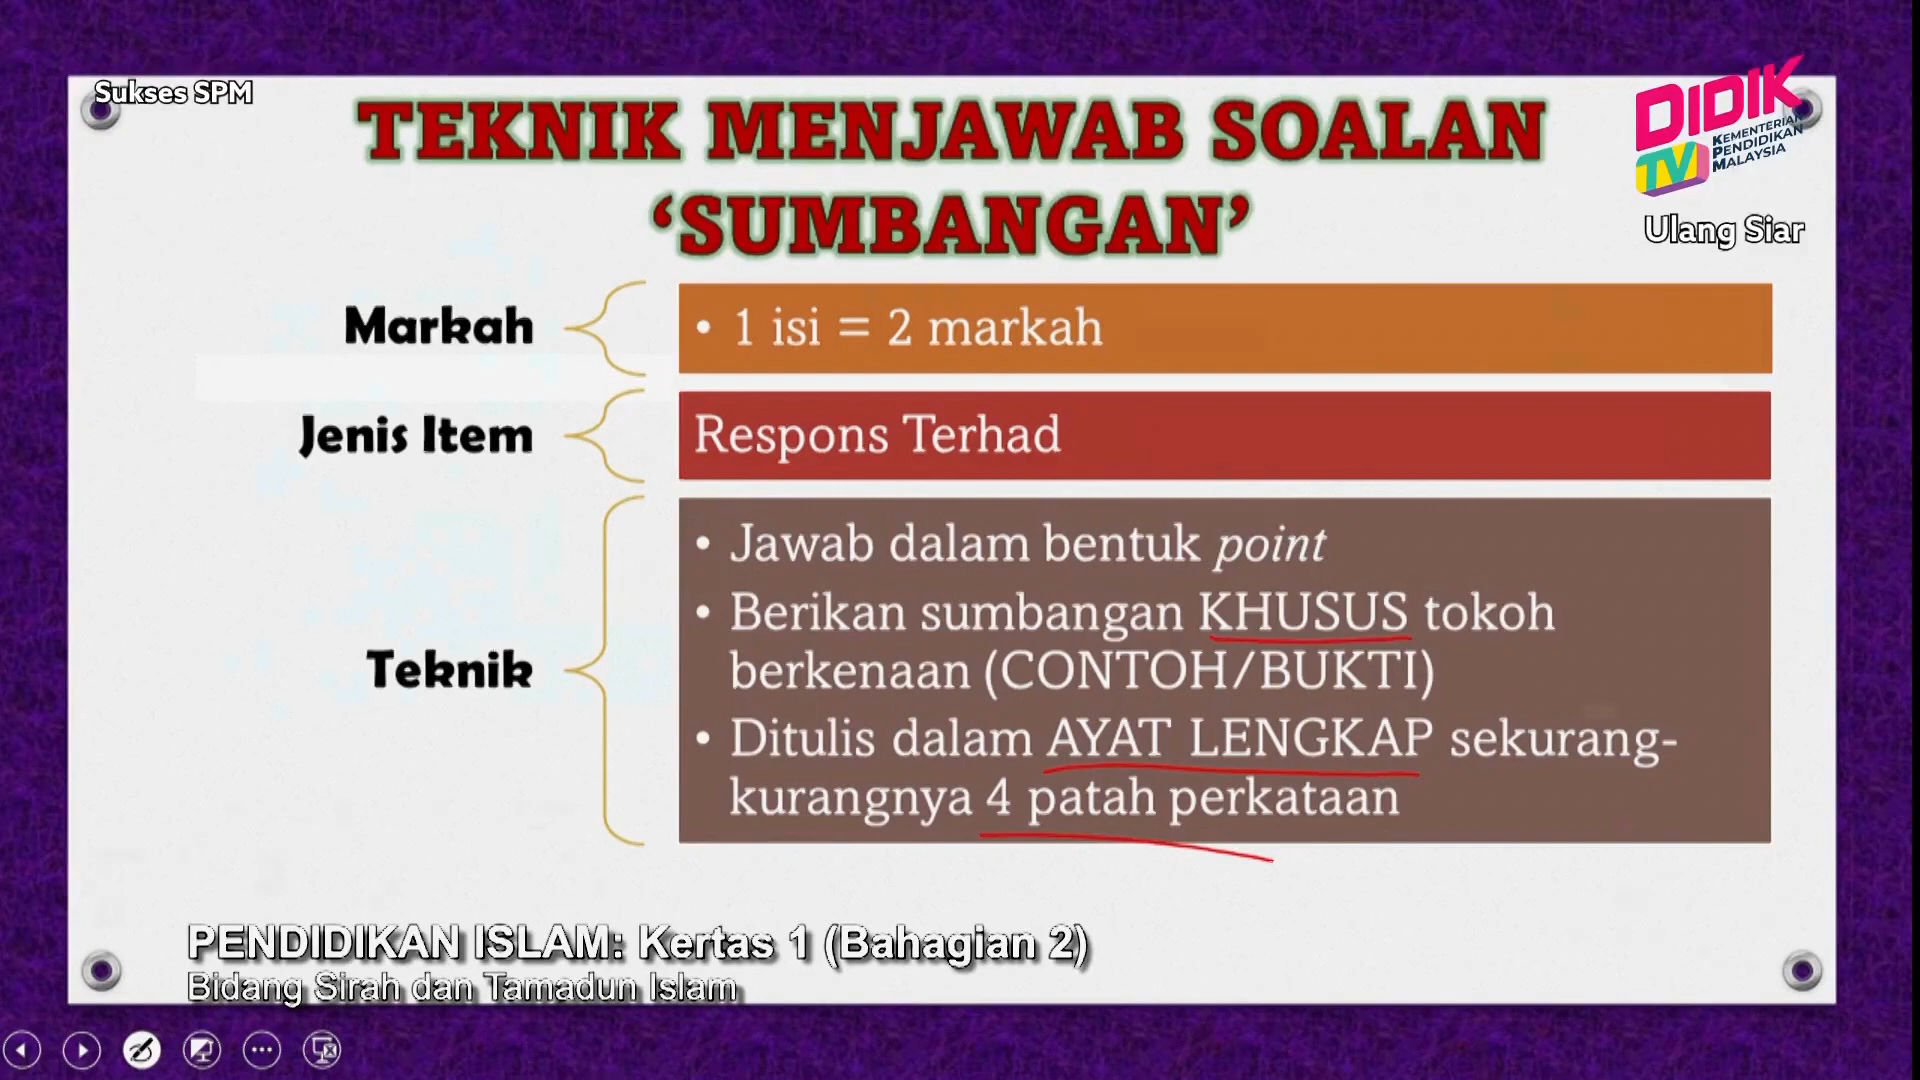 Sukses SPM
TEKNIK MENJAWAB SOALAN
‘SUMBANGAN’
DIDIK
TV
KEMENTERIAN
PENDIDIKAN
MALAYSIA
Ulang Siar
Markah
• 1 isi = 2 markah
Jenis Item
Respons Terhad
Teknik
• Jawab dalam bentuk point
• Berikan sumbangan KHUSUS tokoh
berkenaan (CONTOH/BUKTI)
• Ditulis dalam AYAT LENGKAP sekurang-
kurangnya 4 patah perkataan
PENDIDIKAN ISLAM: Kertas 1 (Bahagian 2)
Bidang Sirah dan Tamadun Islam